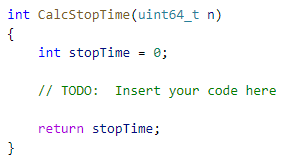 int CalcStopTime(uint64_t n)
{
    int stopTime = 0;

    // TODO:  Insert your code here

    return stopTime;
}